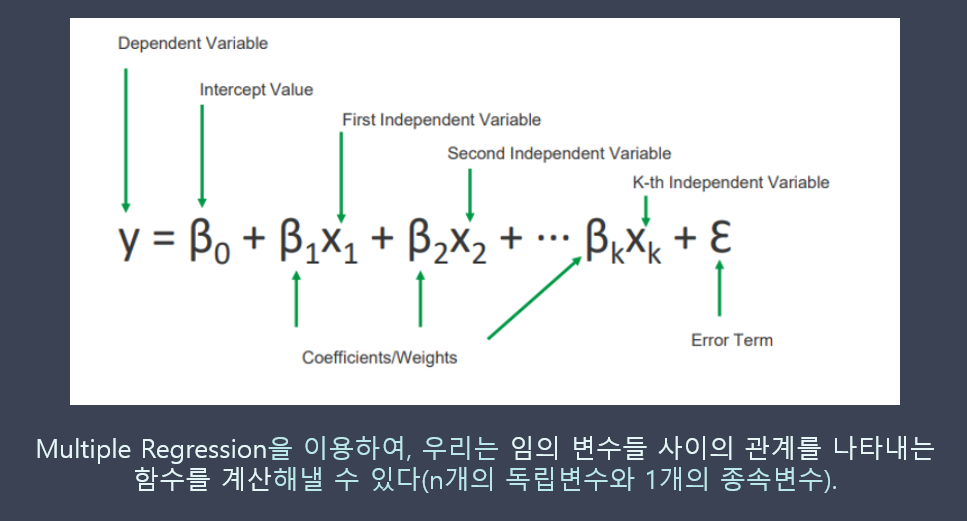 Dependent Variable
Intercept Value
First Independent Variable
Second Independent Variable
K-th Independent Variable
y = β₀ + β₁x₁ + β₂x₂ + ··· βₖxₖ + Ɛ
Coefficients/Weights
Error Term
Multiple Regression을 이용하여, 우리는 임의 변수들 사이의 관계를 나타내는
함수를 계산해낼 수 있다(n개의 독립변수와 1개의 종속변수).